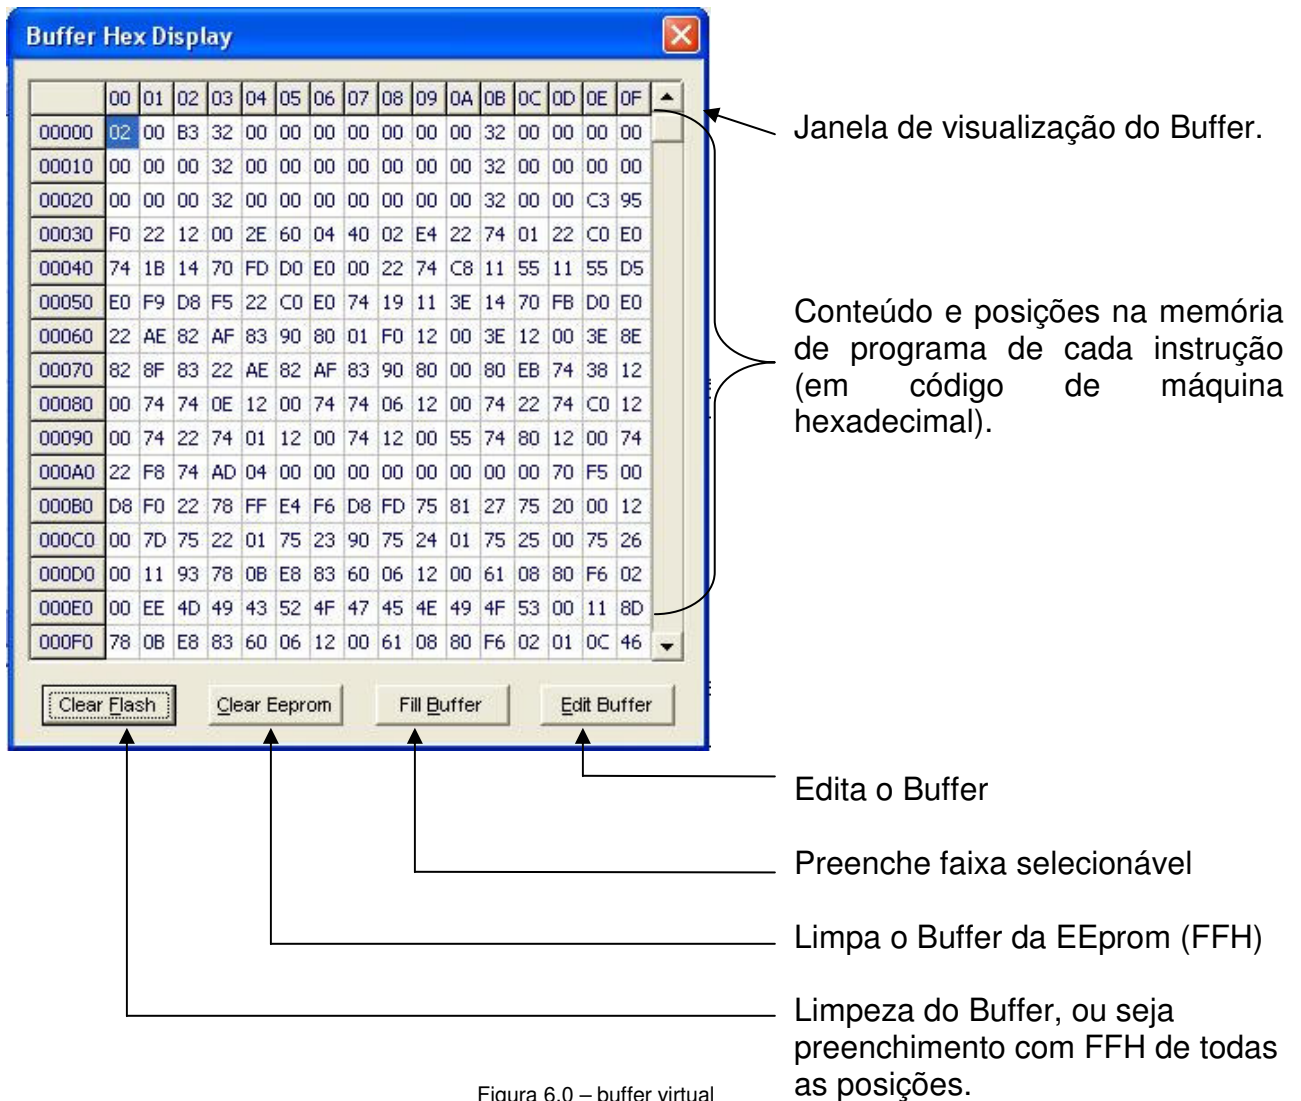 Buffer Hex Display
00 01 02 03 04 05 06 07 08 09 0A 0B 0C 0D 0E 0F
00000 02 00 B3 32 00 00 00 00 00 00 00 32 00 00 00 00
00010 00 00 00 32 00 00 00 00 00 00 00 32 00 00 00 00
00020 00 00 00 32 00 00 00 00 00 00 00 32 00 00 C3 95
00030 F0 22 12 00 2E 60 04 40 02 E4 22 74 01 22 C0 E0
00040 74 1B 14 70 FD D0 E0 00 22 74 C8 11 55 11 55 D5
00050 E0 F9 D8 F5 22 C0 E0 74 19 11 3E 14 70 FB D0 E0
00060 22 AE 82 AF 83 90 80 01 F0 12 00 3E 12 00 3E 8E
00070 82 8F 83 22 AE 82 AF 83 90 80 00 80 EB 74 38 12
00080 00 74 74 0E 12 00 74 74 06 12 00 74 22 74 C0 12
00090 00 74 22 74 01 12 00 74 12 00 55 74 80 12 00 74
000A0 22 F8 74 AD 04 00 00 00 00 00 00 00 00 70 F5 00
000B0 D8 F0 22 78 FF E4 F6 D8 FD 75 81 27 75 20 00 12
000C0 00 7D 75 22 01 75 23 90 75 24 01 75 25 00 75 26
000D0 00 11 93 78 0B E8 83 60 06 12 00 61 08 80 F6 02
000E0 00 EE 4D 49 43 52 4F 47 45 4E 49 4F 53 00 11 8D
000F0 78 0B E8 83 60 06 12 00 61 08 80 F6 02 01 0C 46
Clear Flash Clear Eeprom Fill Buffer Edit Buffer
Janela de visualização do Buffer.
Conteúdo e posições na memória
de programa de cada instrução
(em código de máquina
hexadecimal).
Edita o Buffer
Preenche faixa selecionável
Limpa o Buffer da EEprom (FFH)
Limpeza do Buffer, ou seja
preenchimento com FFH de todas
as posições.
Figura 6.0 – buffer virtual